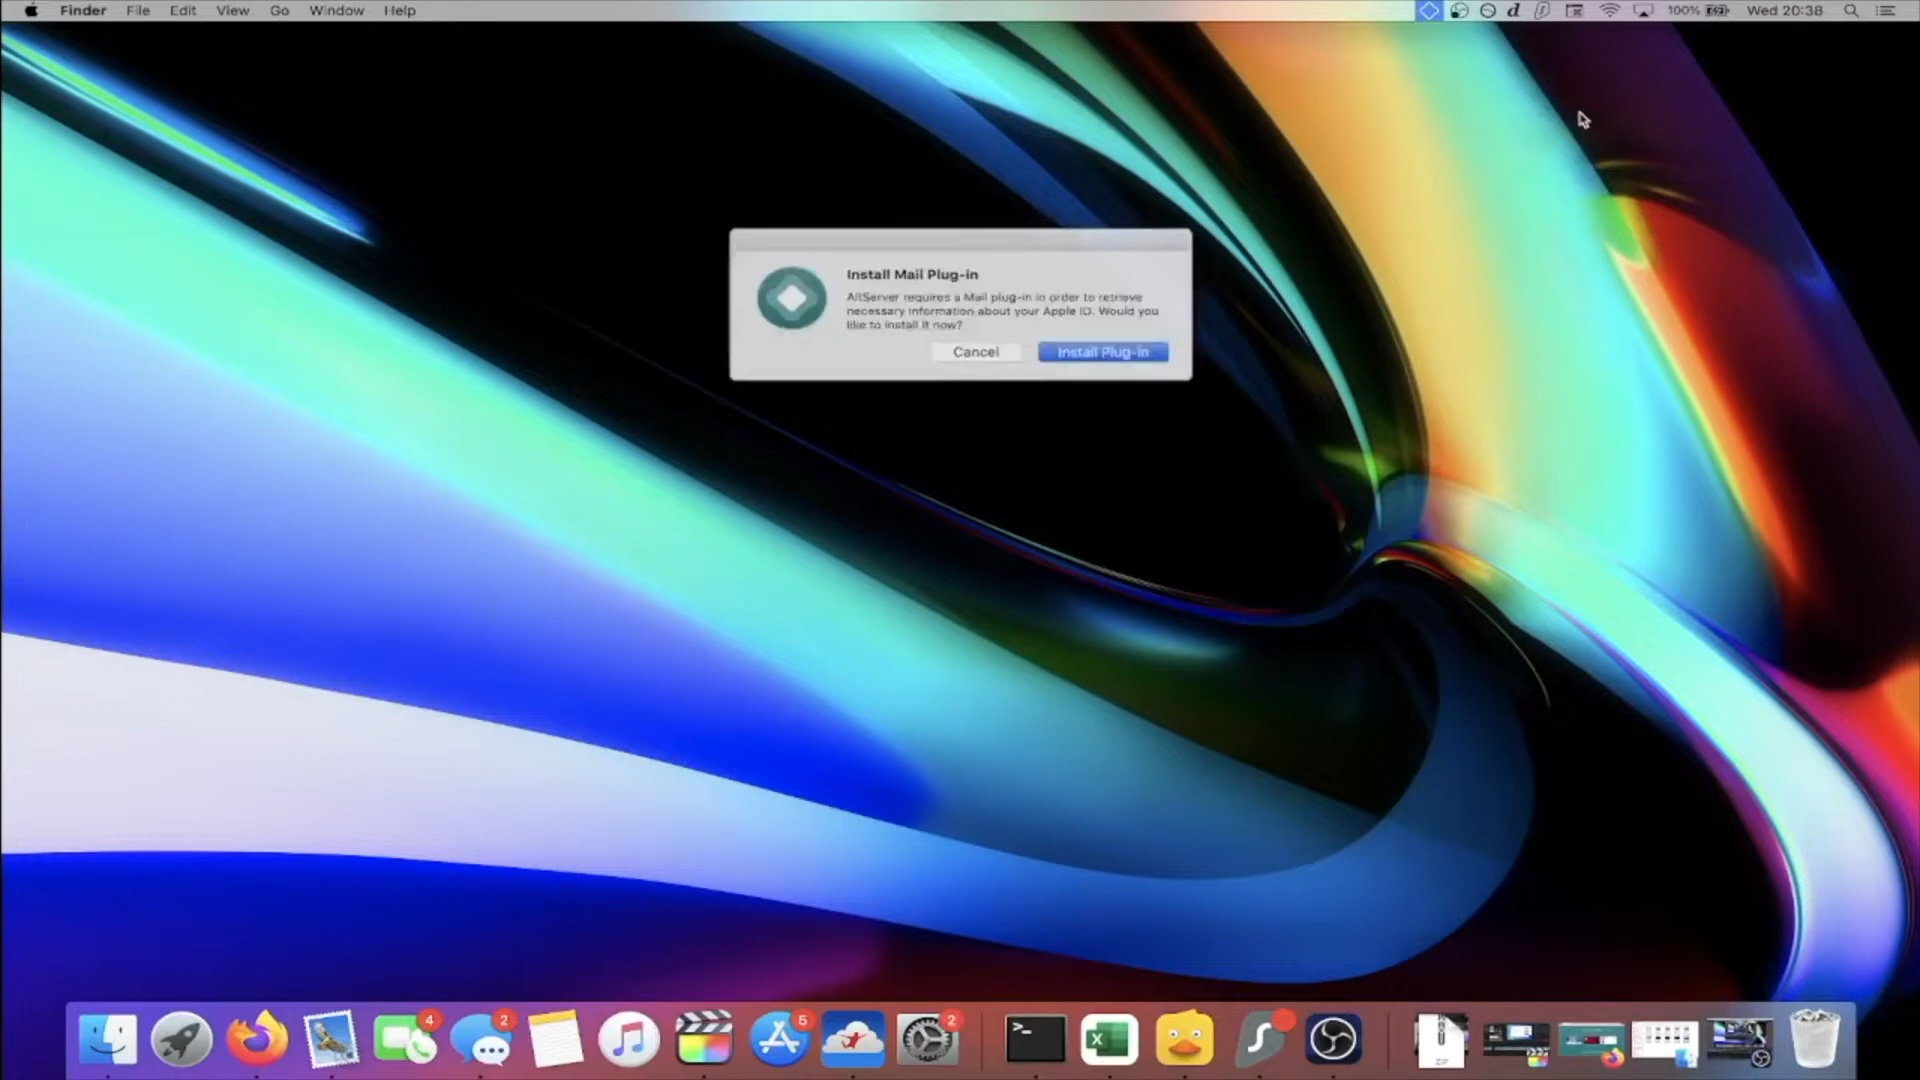 Finder File Edit View Go Window Help
d 100% Wed 20:38
Install Mail Plug-in
AltServer requires a Mail plug-in in order to retrieve
necessary information about your Apple ID. Would you
like to install it now?
Cancel Install Plug-in
4 2 5 2
>_ X
ZIP